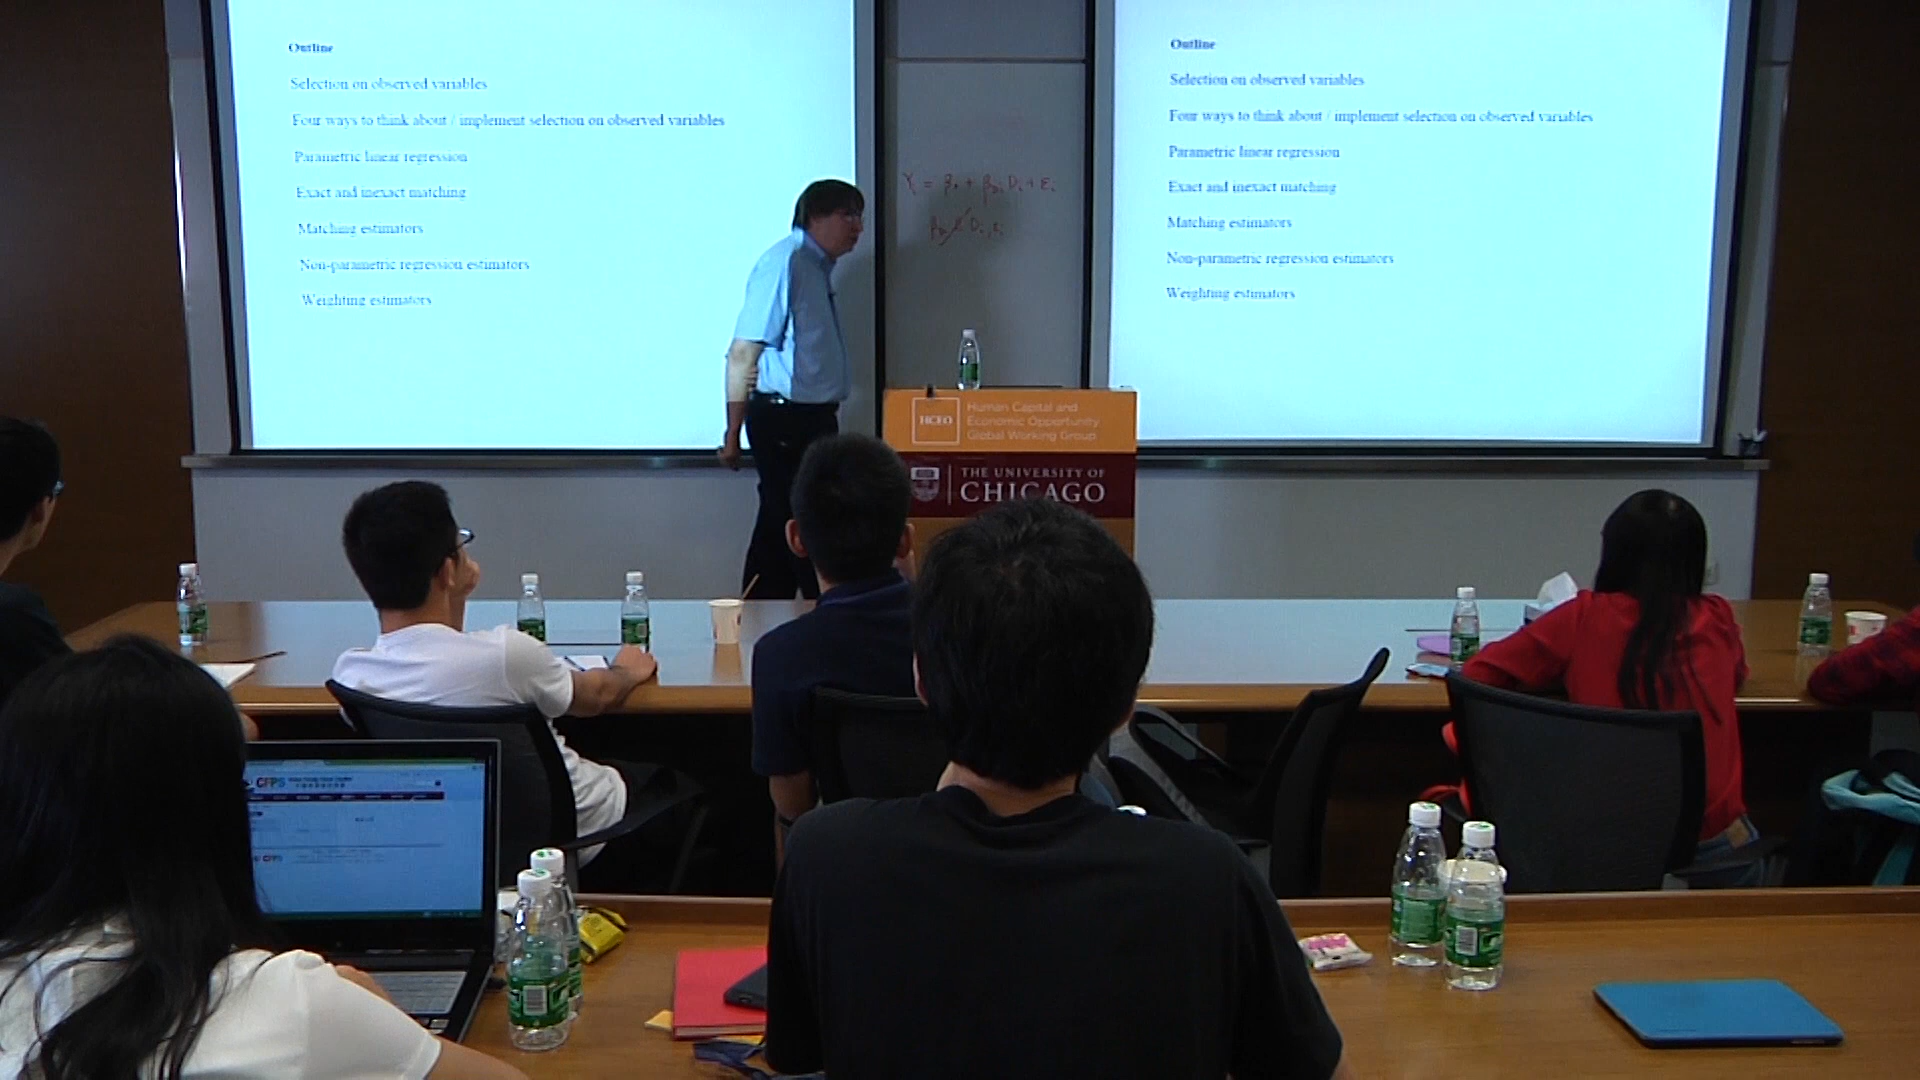 Outline
Selection on observed variables
Four ways to think about / implement selection on observed variables
Parametric linear regression
Exact and inexact matching
Matching estimators
Non-parametric regression estimators
Weighting estimators
Outline
Selection on observed variables
Four ways to think about / implement selection on observed variables
Parametric linear regression
Exact and inexact matching
Matching estimators
Non-parametric regression estimators
Weighting estimators
HCEO
Human Capital and
Economic Opportunity
Global Working Group
THE UNIVERSITY OF
CHICAGO
CFPS